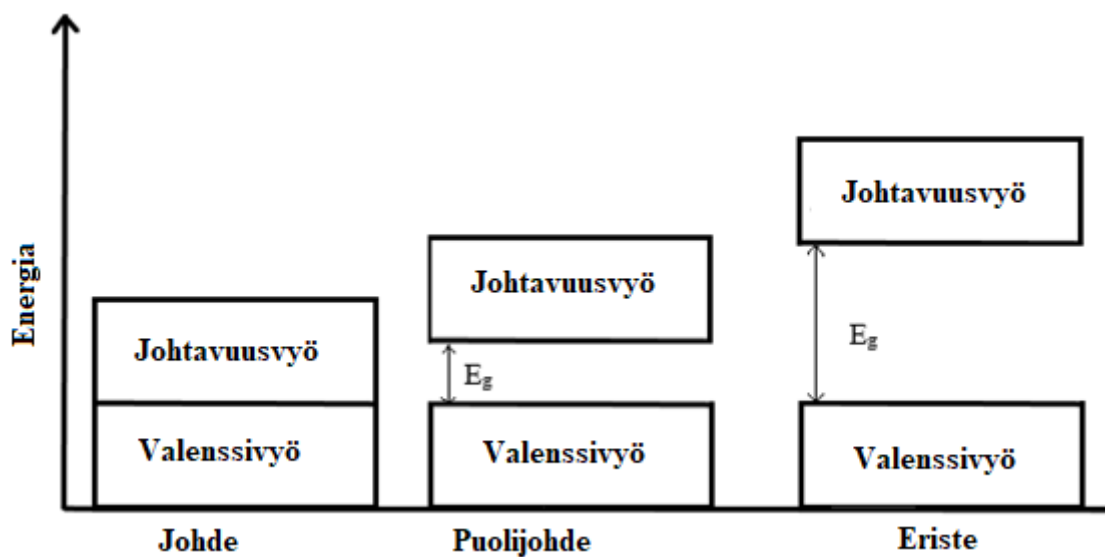 Energia
Johtavuusvyö
Valenssivyö
Johde
Johtavuusvyö
Eg
Valenssivyö
Puolijohde
Johtavuusvyö
Eg
Valenssivyö
Eriste